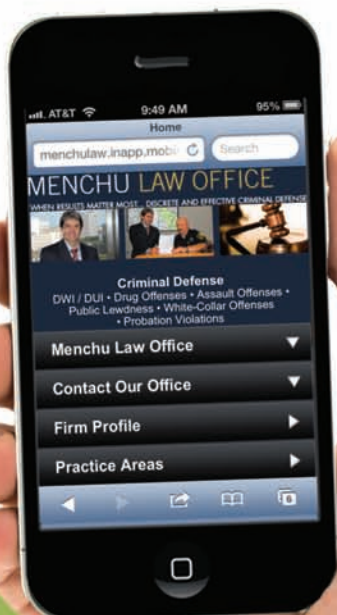 AT&T 9:49 AM 95%
Home
menchulaw.inapp.mobi Search
MENCHU LAW OFFICE
WHEN RESULTS MATTER MOST... DISCRETE AND EFFECTIVE CRIMINAL DEFENSE
Criminal Defense
DWI / DUI • Drug Offenses • Assault Offenses •
Public Lewdness • White-Collar Offenses
• Probation Violations
Menchu Law Office
Contact Our Office
Firm Profile
Practice Areas
6